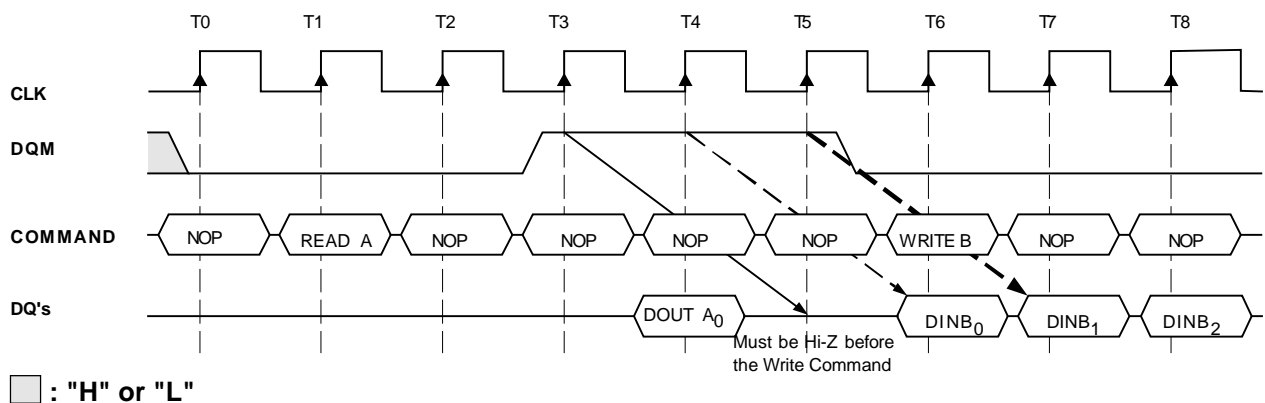 T0 T1 T2 T3 T4 T5 T6 T7 T8
CLK
DQM
COMMAND NOP READ A NOP NOP NOP NOP WRITE B NOP NOP
DQ's DOUT A0 DINB0 DINB1 DINB2
Must be Hi-Z before
the Write Command
: "H" or "L"